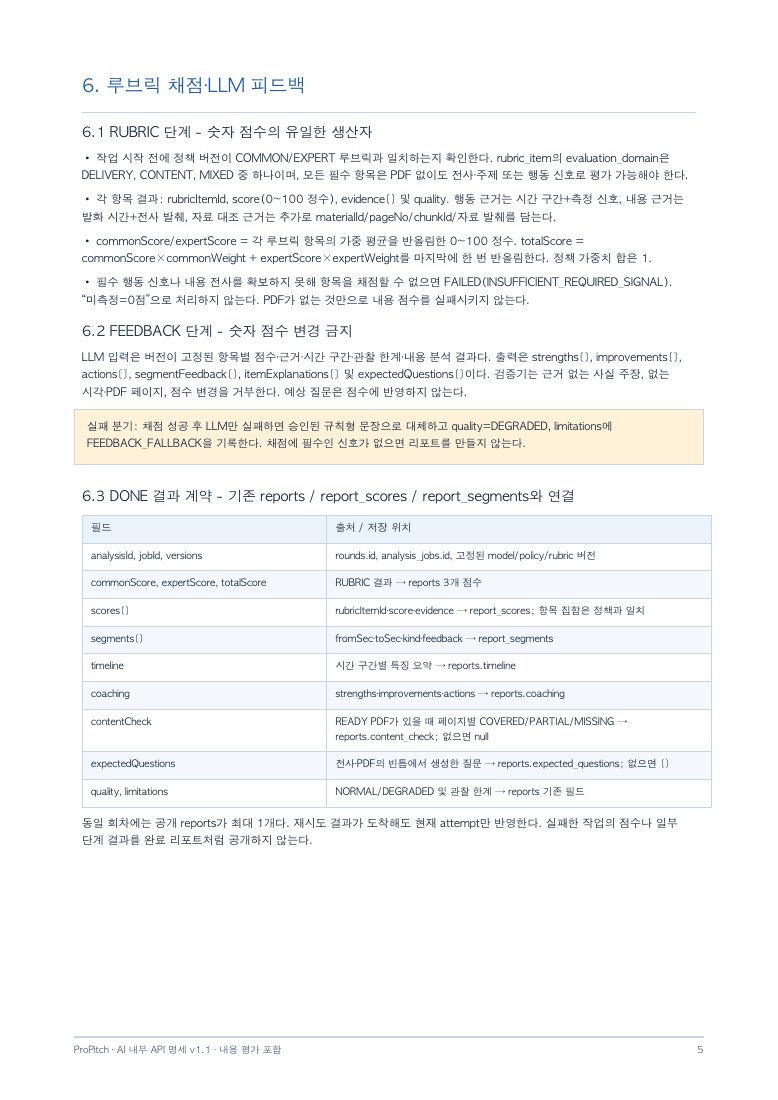 6. 루브릭 채점·LLM 피드백
6.1 RUBRIC 단계 - 숫자 점수의 유일한 생산자
• 작업 시작 전에 정책 버전이 COMMON/EXPERT 루브릭과 일치하는지 확인한다. rubric_item의 evaluation_domain은
DELIVERY, CONTENT, MIXED 중 하나이며, 모든 필수 항목은 PDF 없이도 전사·주제 또는 행동 신호로 평가 가능해야 한다.
• 각 항목 결과: rubricItemId, score(0~100 정수), evidence[] 및 quality. 행동 근거는 시간 구간+측정 신호, 내용 근거는
발화 시간+전사 발췌, 자료 대조 근거는 추가로 materialId/pageNo/chunkId/자료 발췌를 담는다.
• commonScore/expertScore = 각 루브릭 항목의 가중 평균을 반올림한 0~100 정수. totalScore =
commonScore×commonWeight + expertScore×expertWeight를 마지막에 한 번 반올림한다. 정책 가중치 합은 1.
• 필수 행동 신호나 내용 전사를 확보하지 못해 항목을 채점할 수 없으면 FAILED(INSUFFICIENT_REQUIRED_SIGNAL).
“미측정=0점”으로 처리하지 않는다. PDF가 없는 것만으로 내용 점수를 실패시키지 않는다.
6.2 FEEDBACK 단계 - 숫자 점수 변경 금지
LLM 입력은 버전이 고정된 항목별 점수·근거·시간 구간·관찰 한계·내용 분석 결과다. 출력은 strengths[], improvements[],
actions[], segmentFeedback[], itemExplanations[] 및 expectedQuestions[]이다. 검증기는 근거 없는 사실 주장, 없는
시각·PDF 페이지, 점수 변경을 거부한다. 예상 질문은 점수에 반영하지 않는다.
실패 분기: 채점 성공 후 LLM만 실패하면 승인된 규칙형 문장으로 대체하고 quality=DEGRADED, limitations에
FEEDBACK_FALLBACK을 기록한다. 채점에 필수인 신호가 없으면 리포트를 만들지 않는다.
6.3 DONE 결과 계약 - 기존 reports / report_scores / report_segments와 연결
필드 출처 / 저장 위치
analysisId, jobId, versions rounds.id, analysis_jobs.id, 고정된 model/policy/rubric 버전
commonScore, expertScore, totalScore RUBRIC 결과 → reports 3개 점수
scores[] rubricItemId·score·evidence → report_scores; 항목 집합은 정책과 일치
segments[] fromSec·toSec·kind·feedback → report_segments
timeline 시간 구간별 특징 요약 → reports.timeline
coaching strengths·improvements·actions → reports.coaching
contentCheck READY PDF가 있을 때 페이지별 COVERED/PARTIAL/MISSING →
reports.content_check; 없으면 null
expectedQuestions 전사·PDF의 빈틈에서 생성한 질문 → reports.expected_questions; 없으면 []
quality, limitations NORMAL/DEGRADED 및 관찰 한계 → reports 기존 필드
동일 회차에는 공개 reports가 최대 1개다. 재시도 결과가 도착해도 현재 attempt만 반영한다. 실패한 작업의 점수나 일부
단계 결과를 완료 리포트처럼 공개하지 않는다.
ProPitch · AI 내부 API 명세 v1.1 · 내용 평가 포함 5